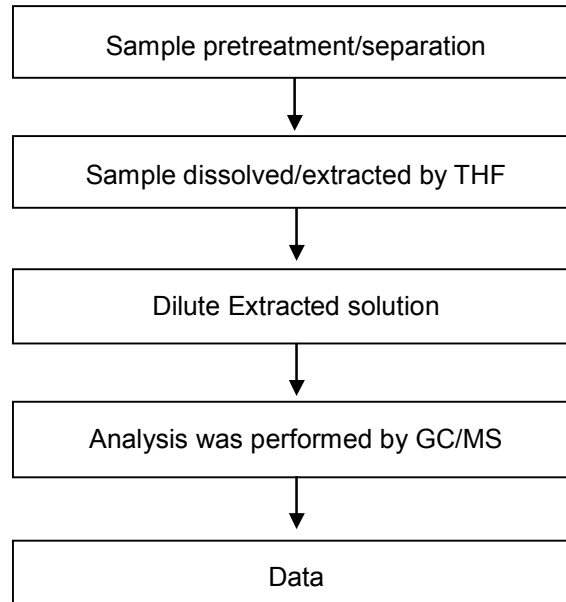 Sample pretreatment/separation
Sample dissolved/extracted by THF
Dilute Extracted solution
Analysis was performed by GC/MS
Data